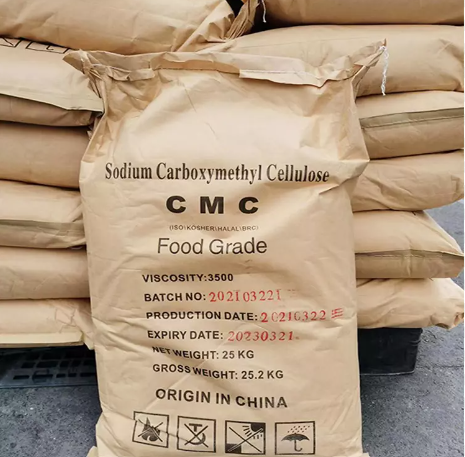 Sodium Carboxymethyl Cellulose
CMC
(ISO\KOSHER\HALAL\BRC)
Food Grade
VISCOSITY:3500
BATCH NO: 202103221
PRODUCTION DATE: 20210322
EXPIRY DATE: 20230321
NET WEIGHT: 25 KG
GROSS WEIGHT: 25.2 KG
ORIGIN IN CHINA